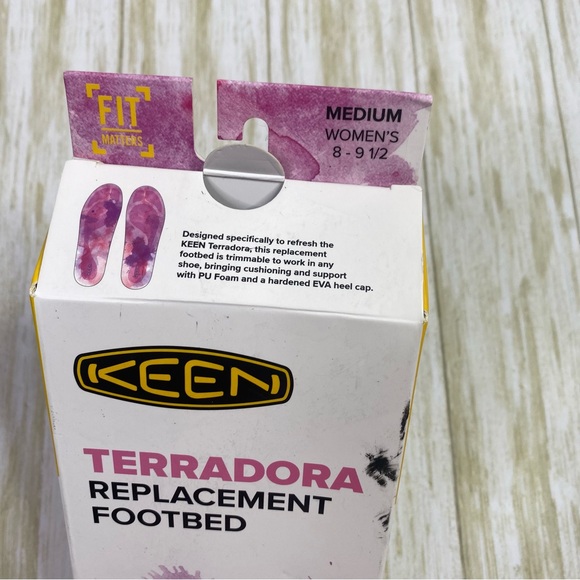 FIT
MATTERS
MEDIUM
WOMEN'S
8 - 9 1/2
Designed specifically to refresh the
KEEN Terradora; this replacement
footbed is trimmable to work in any
shoe, bringing cushioning and support
with PU Foam and a hardened EVA heel cap.
KEEN
TERRADORA
REPLACEMENT
FOOTBED